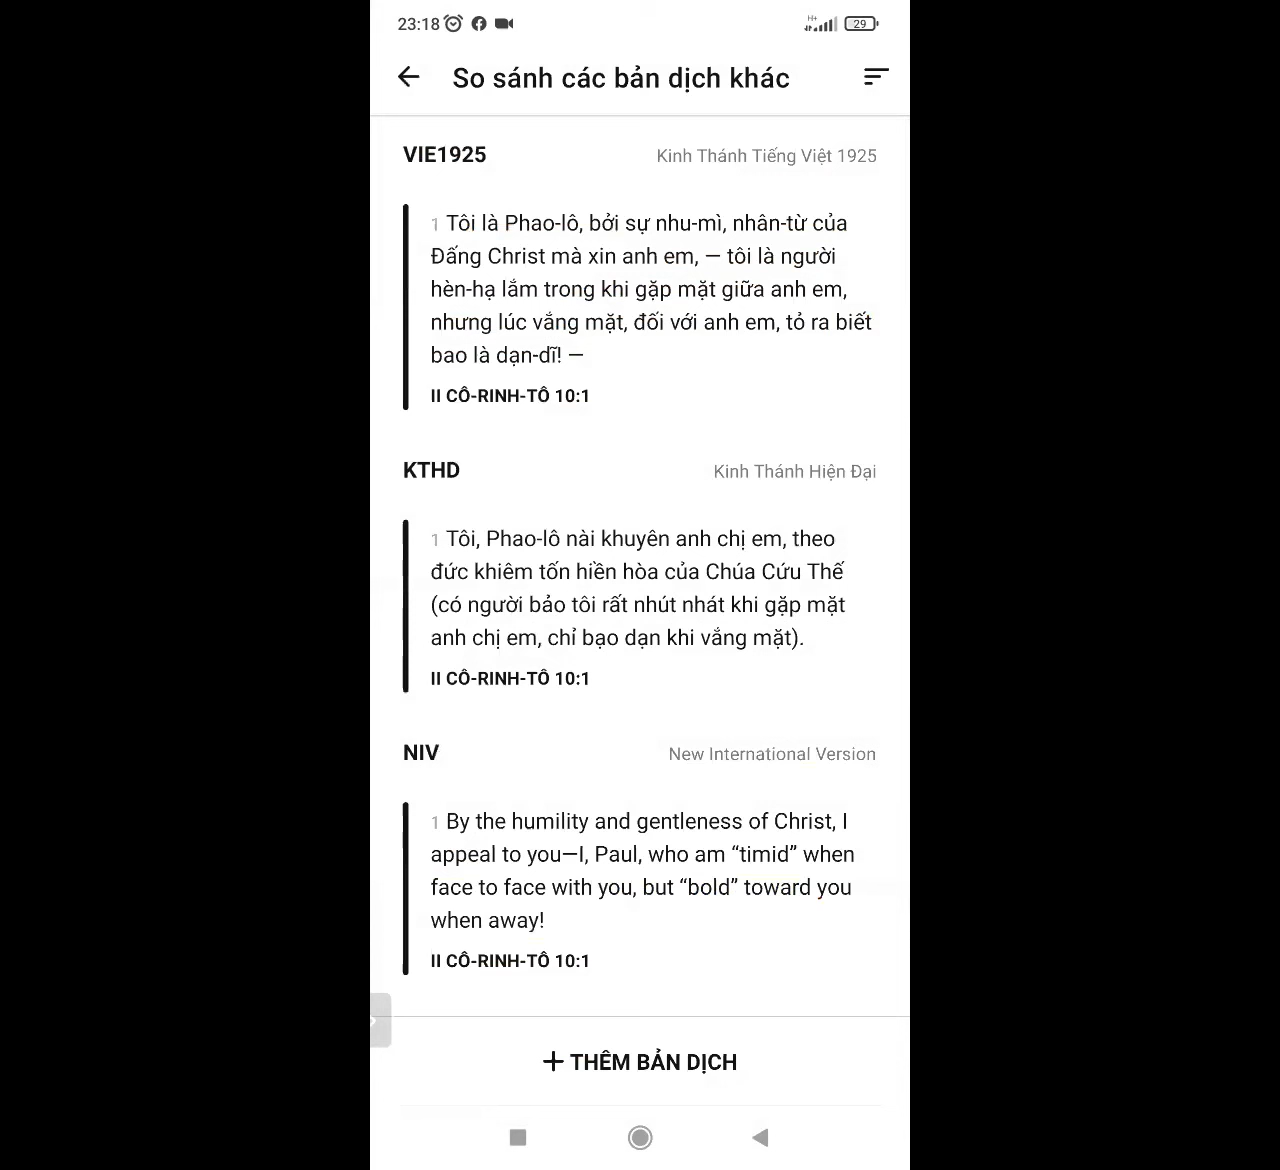 23:18
H+
29
So sánh các bản dịch khác
VIE1925
Kinh Thánh Tiếng Việt 1925
1 Tôi là Phao-lô, bởi sự nhu-mì, nhân-từ của
Đấng Christ mà xin anh em, — tôi là người
hèn-hạ lắm trong khi gặp mặt giữa anh em,
nhưng lúc vắng mặt, đối với anh em, tỏ ra biết
bao là dạn-dĩ! —
II CÔ-RINH-TÔ 10:1
KTHD
Kinh Thánh Hiện Đại
1 Tôi, Phao-lô nài khuyên anh chị em, theo
đức khiêm tốn hiền hòa của Chúa Cứu Thế
(có người bảo tôi rất nhút nhát khi gặp mặt
anh chị em, chỉ bạo dạn khi vắng mặt).
II CÔ-RINH-TÔ 10:1
NIV
New International Version
1 By the humility and gentleness of Christ, I
appeal to you—I, Paul, who am “timid” when
face to face with you, but “bold” toward you
when away!
II CÔ-RINH-TÔ 10:1
THÊM BẢN DỊCH